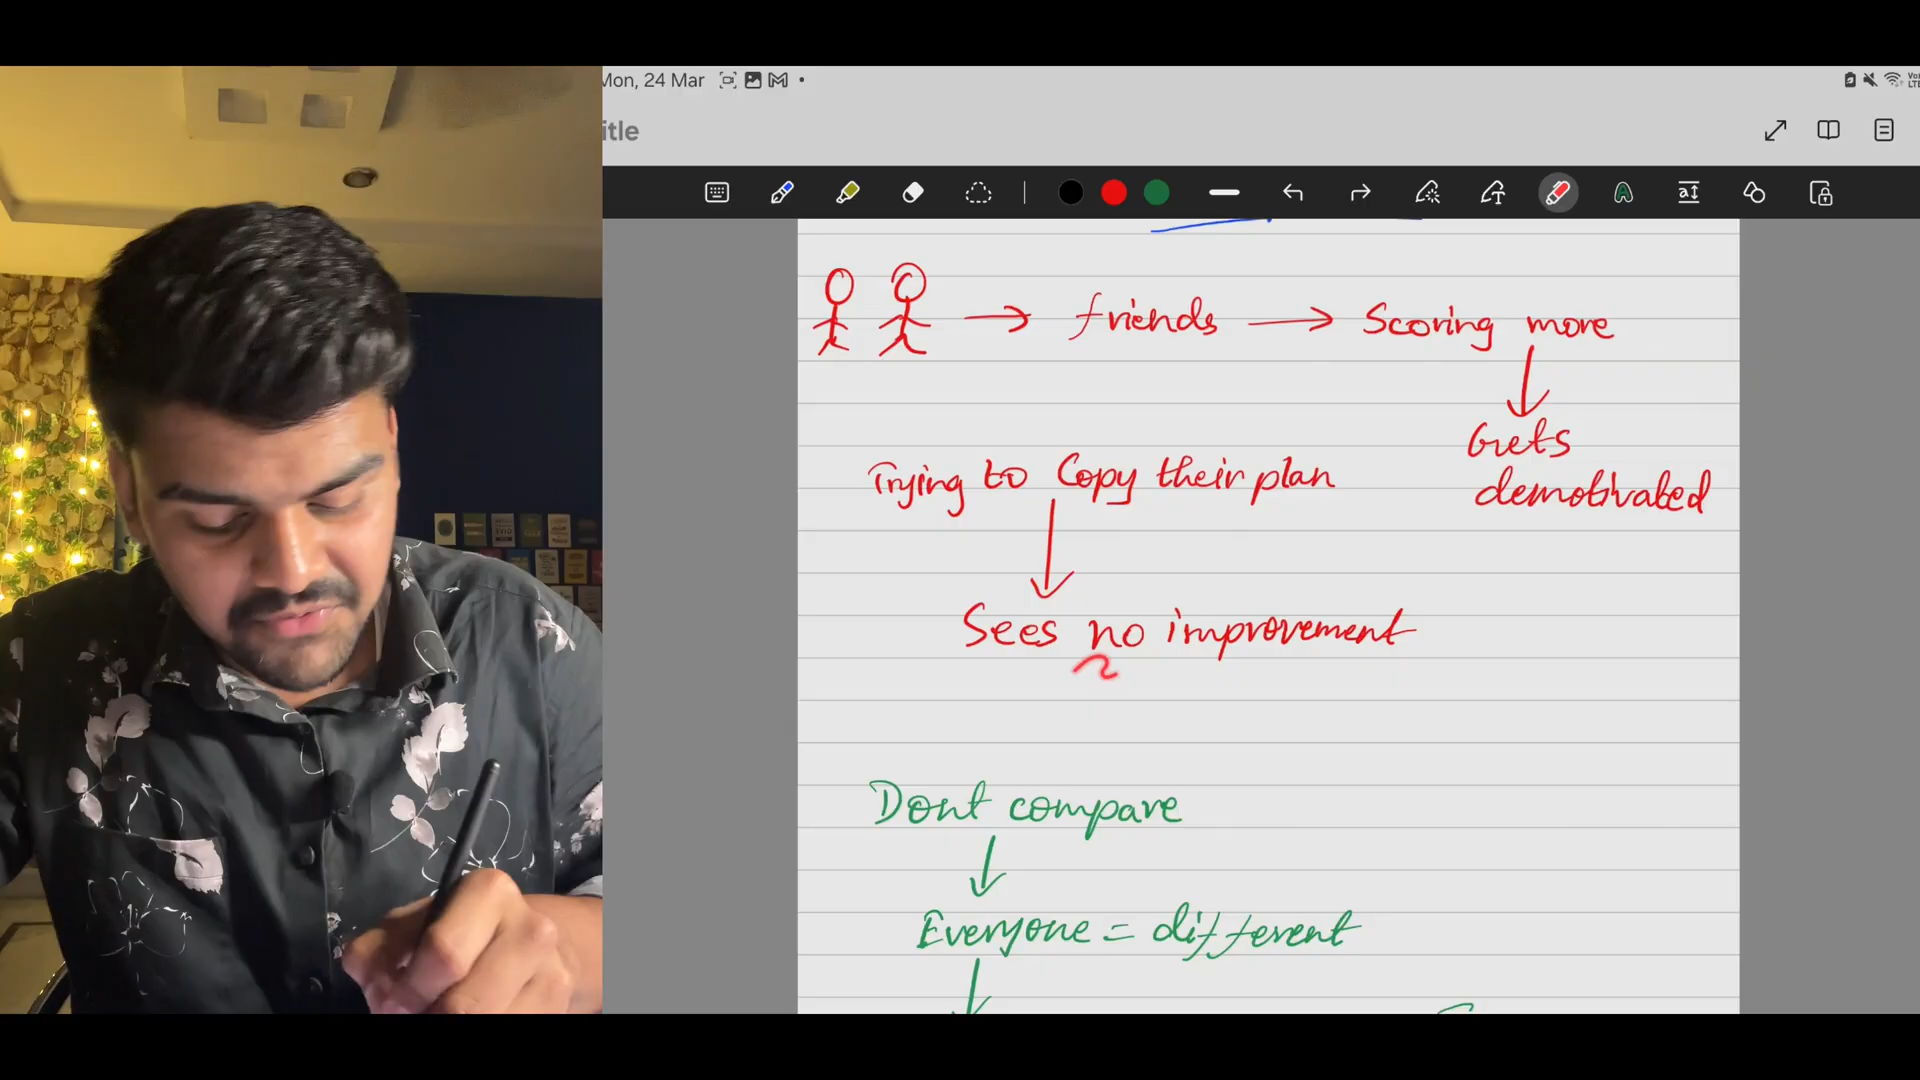 Mon, 24 Mar
itle
friends → Scoring more
Gets
demotivated
Trying to Copy their plan
Sees no improvement
Dont compare
Everyone = different